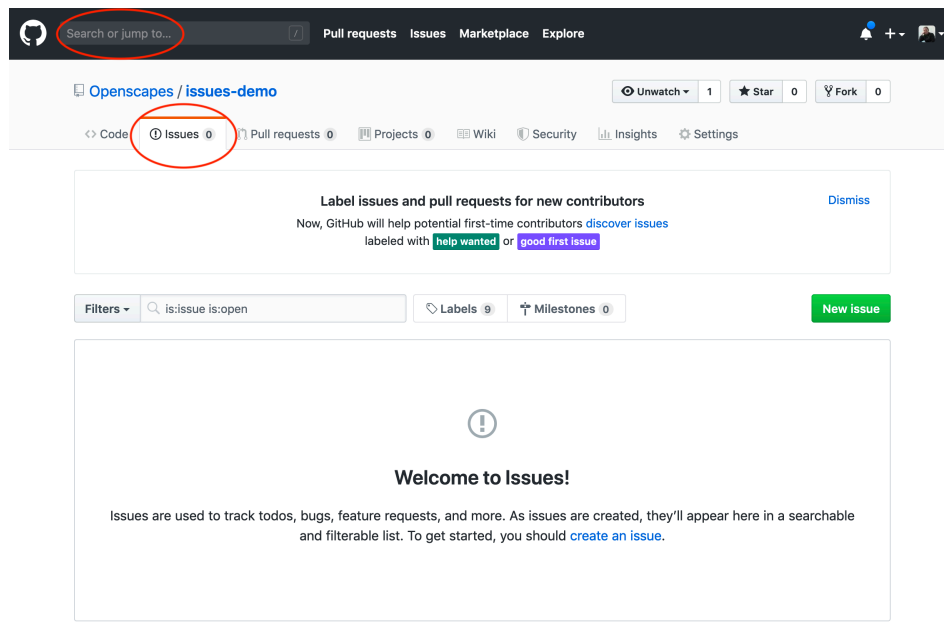 Search or jump to... / Pull requests Issues Marketplace Explore
Openscapes / issues-demo Unwatch 1 Star 0 Fork 0
Code Issues 0 Pull requests 0 Projects 0 Wiki Security Insights Settings
Label issues and pull requests for new contributors Dismiss
Now, GitHub will help potential first-time contributors discover issues
labeled with help wanted or good first issue
Filters is:issue is:open Labels 9 Milestones 0 New issue
Welcome to Issues!
Issues are used to track todos, bugs, feature requests, and more. As issues are created, they’ll appear here in a searchable
and filterable list. To get started, you should create an issue.